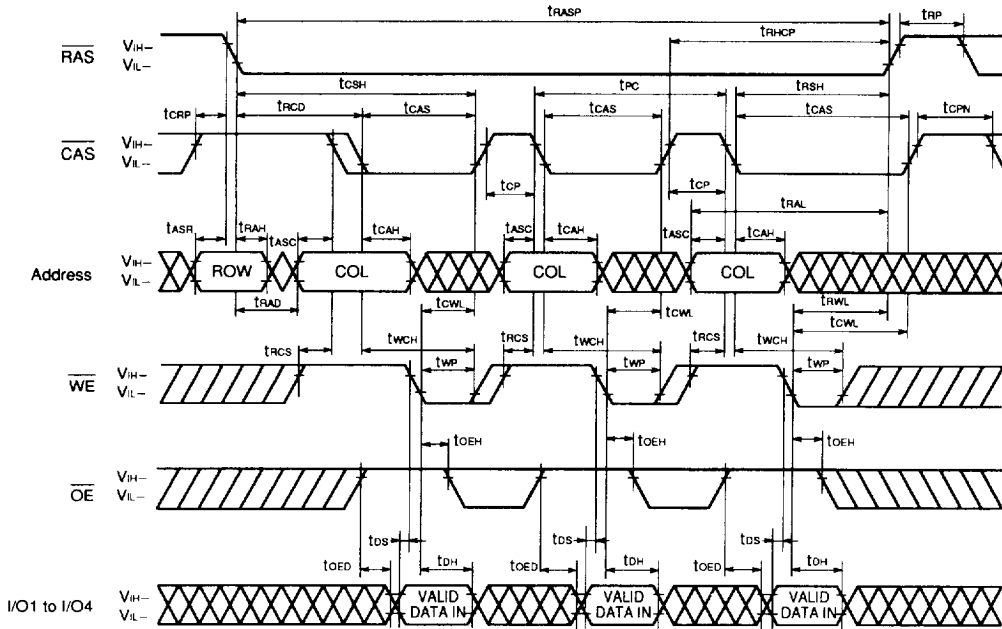 tRASP
tRP
tRHCP
RAS
VIH–
VIL–
tCSH
tPC
tRSH
tCRP
tRCD
tCAS
tCAS
tCAS
tCPN
CAS
VIH–
VIL–
tCP
tCP
tRAL
tASR
tRAH
tASC
tCAH
tASC
tCAH
tASC
tCAH
Address
VIH–
VIL–
ROW
COL
COL
COL
tRAD
tCWL
tCWL
tRWL
tCWL
tRCS
tWCH
tRCS
tWCH
tRCS
tWCH
tWP
tWP
tWP
WE
VIH–
VIL–
tOEH
tOEH
tOEH
OE
VIH–
VIL–
tDS
tDS
tDS
tOED
tDH
tOED
tDH
tOED
tDH
I/O1 to I/O4
VIH–
VIL–
VALID
DATA IN
VALID
DATA IN
VALID
DATA IN